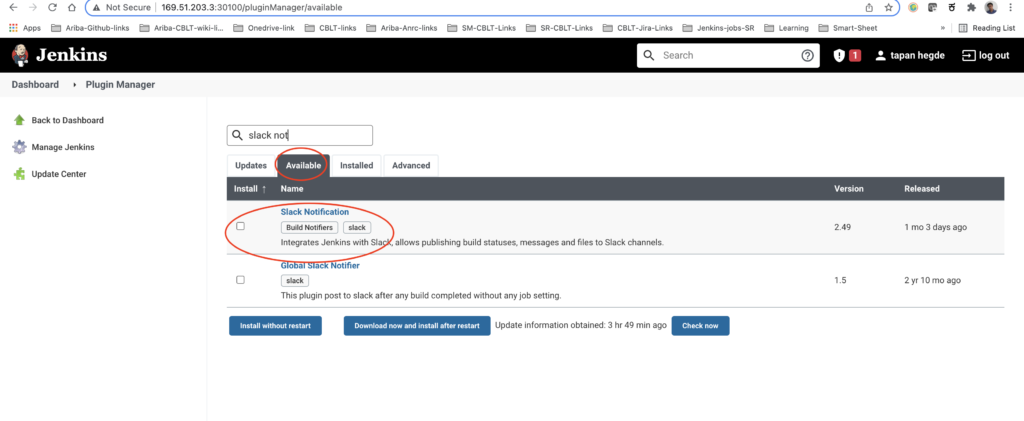 Not Secure | 169.51.203.3:30100/pluginManager/available
Apps Ariba-Github-links Ariba-CBLT-wiki-li... Onedrive-link CBLT-links Ariba-Anrc-links SM-CBLT-Links SR-CBLT-Links CBLT-Jira-Links Jenkins-jobs-SR Learning Smart-Sheet » Reading List
Jenkins Search 1 tapan hegde log out
Dashboard Plugin Manager
Back to Dashboard
Manage Jenkins
Update Center
slack not
Updates Available Installed Advanced
Install ↑ Name Version Released
Slack Notification
Build Notifiers slack
Integrates Jenkins with Slack, allows publishing build statuses, messages and files to Slack channels.
2.49 1 mo 3 days ago
Global Slack Notifier
slack
This plugin post to slack after any build completed without any job setting.
1.5 2 yr 10 mo ago
Install without restart Download now and install after restart Update information obtained: 3 hr 49 min ago Check now